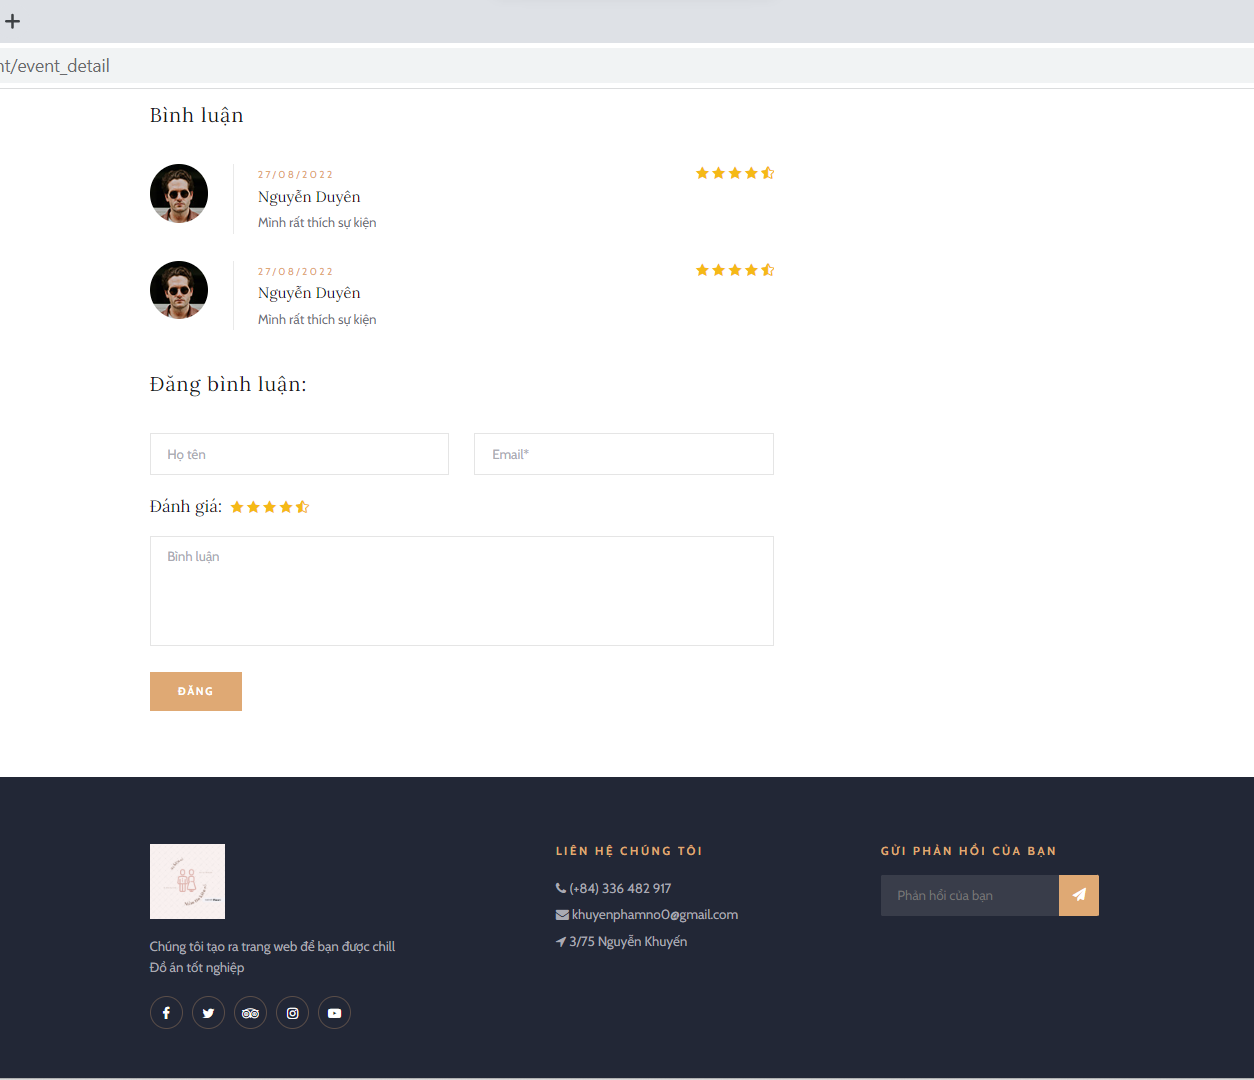 nt/event_detail
Bình luận
27/08/2022
Nguyễn Duyên
Mình rất thích sự kiện
27/08/2022
Nguyễn Duyên
Mình rất thích sự kiện
Đăng bình luận:
Họ tên
Email*
Đánh giá:
Bình luận
ĐĂNG
Chúng tôi tạo ra trang web để bạn được chill
Đồ án tốt nghiệp
LIÊN HỆ CHÚNG TÔI
(+84) 336 482 917
khuyenphamno0@gmail.com
3/75 Nguyễn Khuyến
GỬI PHẢN HỒI CỦA BẠN
Phản hồi của bạn